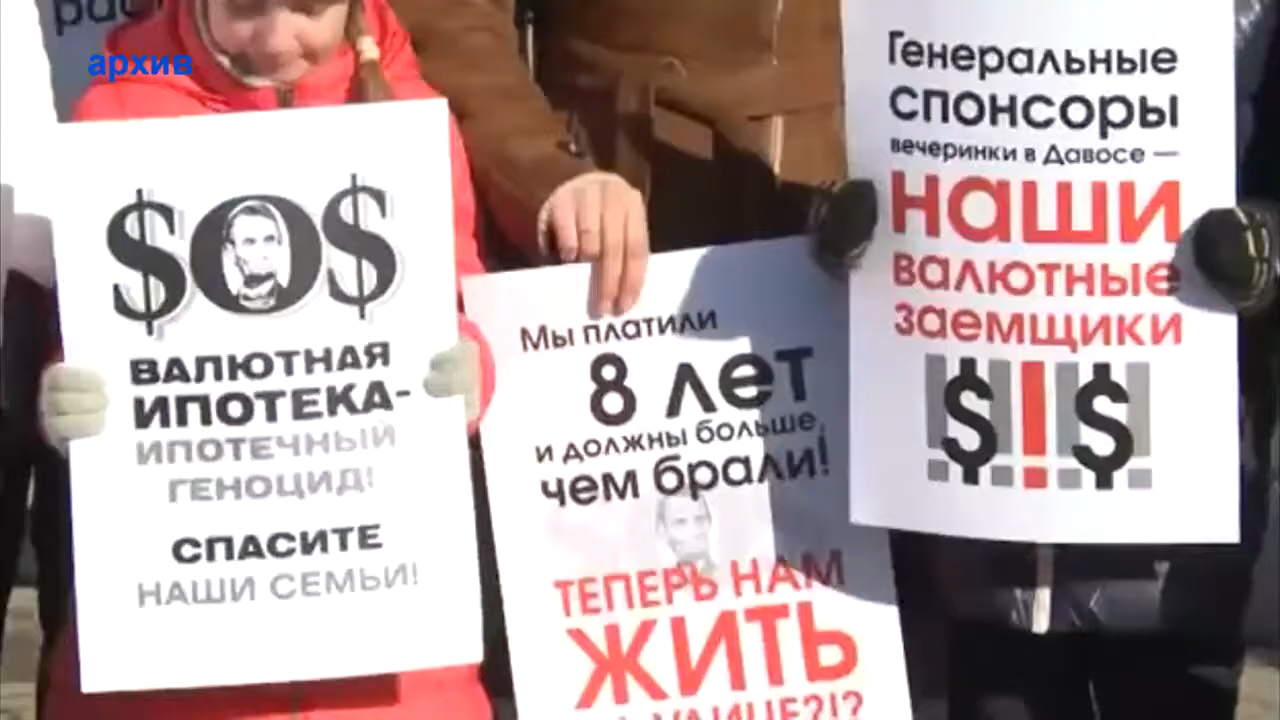 архив
$O$
ВАЛЮТНАЯ
ИПОТЕКА-
ИПОТЕЧНЫЙ
ГЕНОЦИД!
СПАСИТЕ
НАШИ СЕМЬИ!
Мы платили
8 лет
и должны больше,
чем брали!
ТЕПЕРЬ НАМ
ЖИТЬ
УЛИЦЕ?!?
Генеральные
спонсоры
вечеринки в Давосе —
наши
валютные
заемщики
$!$